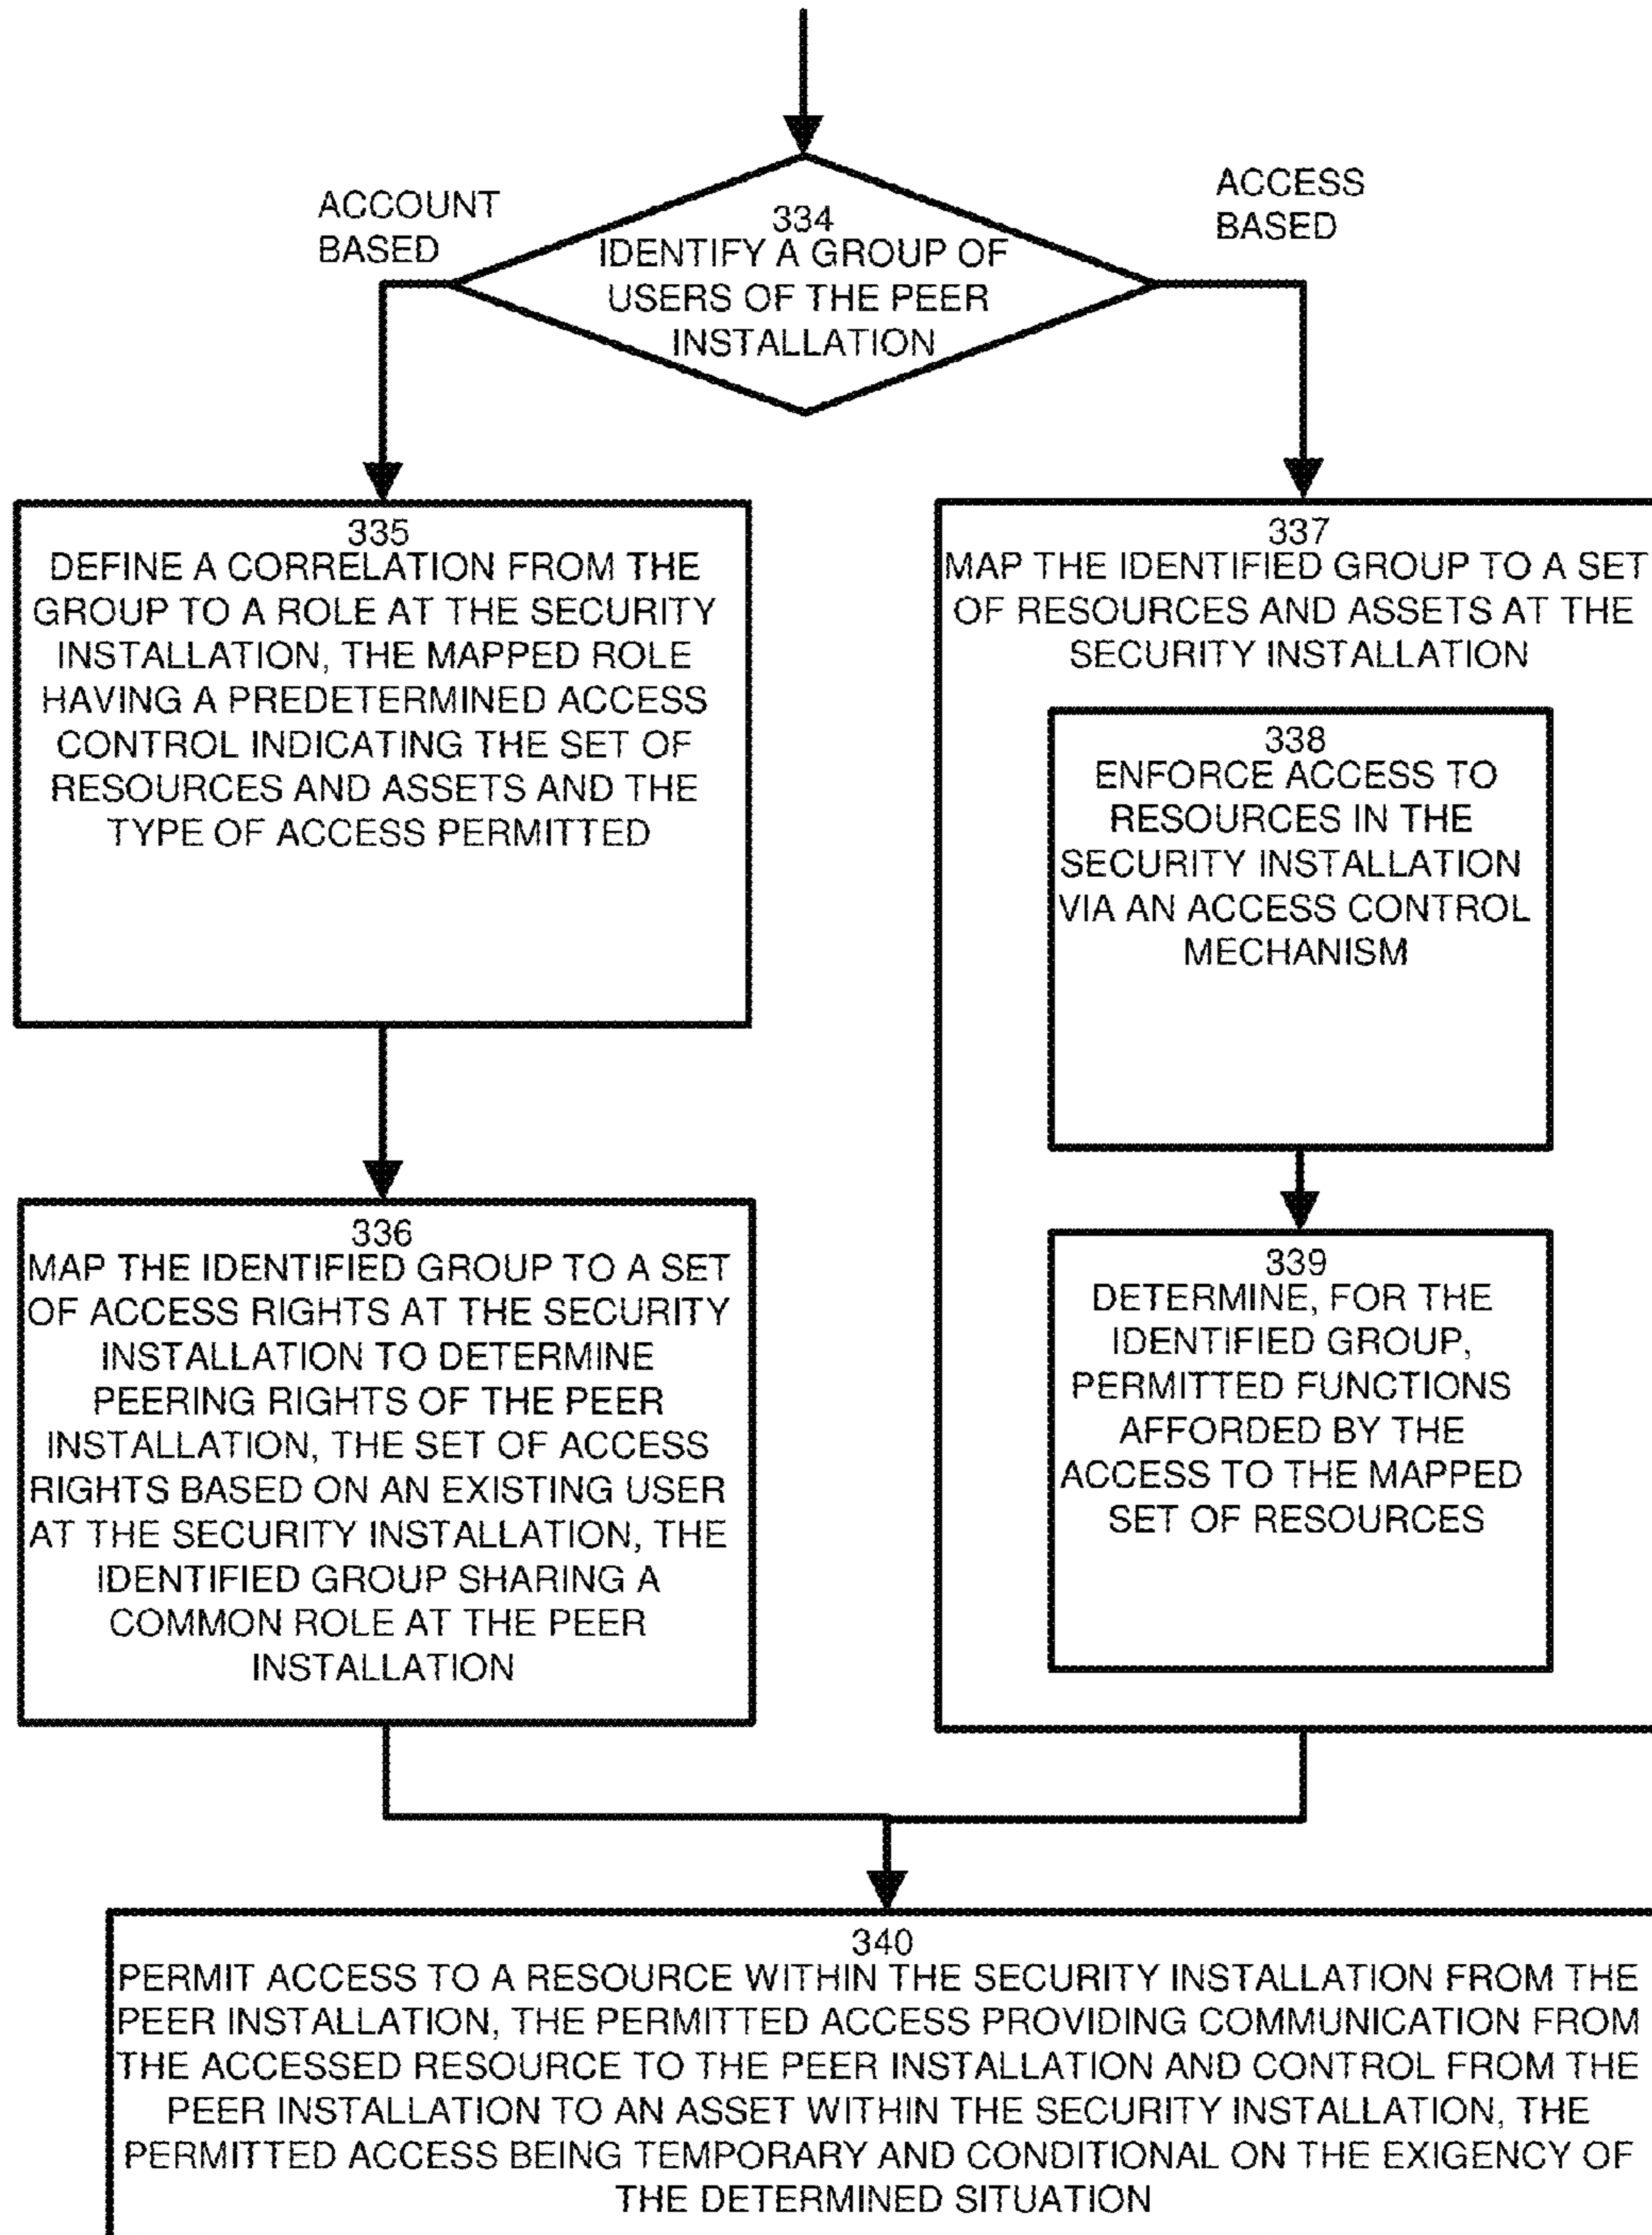 ACCOUNT
BASED
334
IDENTIFY A GROUP OF
USERS OF THE PEER
INSTALLATION
ACCESS
BASED
335
DEFINE A CORRELATION FROM THE
GROUP TO A ROLE AT THE SECURITY
INSTALLATION, THE MAPPED ROLE
HAVING A PREDETERMINED ACCESS
CONTROL INDICATING THE SET OF
RESOURCES AND ASSETS AND THE
TYPE OF ACCESS PERMITTED
336
MAP THE IDENTIFIED GROUP TO A SET
OF ACCESS RIGHTS AT THE SECURITY
INSTALLATION TO DETERMINE
PEERING RIGHTS OF THE PEER
INSTALLATION, THE SET OF ACCESS
RIGHTS BASED ON AN EXISTING USER
AT THE SECURITY INSTALLATION, THE
IDENTIFIED GROUP SHARING A
COMMON ROLE AT THE PEER
INSTALLATION
337
MAP THE IDENTIFIED GROUP TO A SET
OF RESOURCES AND ASSETS AT THE
SECURITY INSTALLATION
338
ENFORCE ACCESS TO
RESOURCES IN THE
SECURITY INSTALLATION
VIA AN ACCESS CONTROL
MECHANISM
339
DETERMINE, FOR THE
IDENTIFIED GROUP,
PERMITTED FUNCTIONS
AFFORDED BY THE
ACCESS TO THE MAPPED
SET OF RESOURCES
340
PERMIT ACCESS TO A RESOURCE WITHIN THE SECURITY INSTALLATION FROM THE
PEER INSTALLATION, THE PERMITTED ACCESS PROVIDING COMMUNICATION FROM
THE ACCESSED RESOURCE TO THE PEER INSTALLATION AND CONTROL FROM THE
PEER INSTALLATION TO AN ASSET WITHIN THE SECURITY INSTALLATION, THE
PERMITTED ACCESS BEING TEMPORARY AND CONDITIONAL ON THE EXIGENCY OF
THE DETERMINED SITUATION